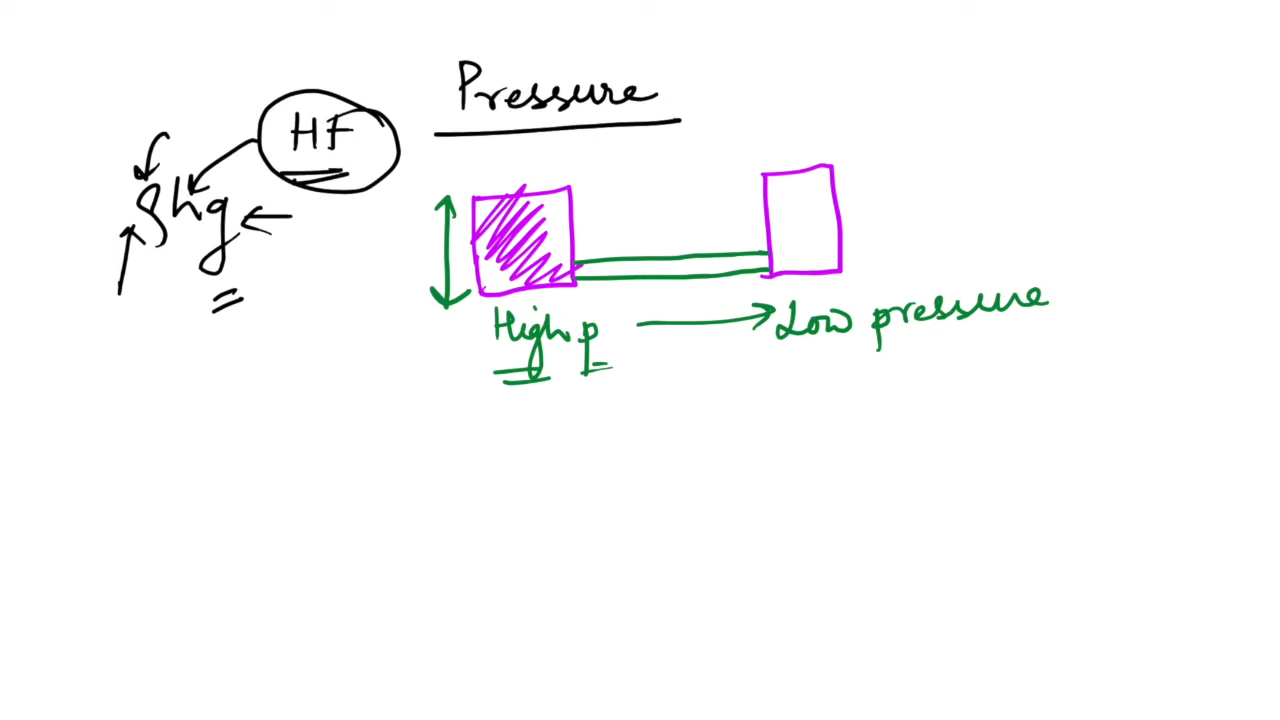 Pressure
HF
ρhg
High p → Low pressure